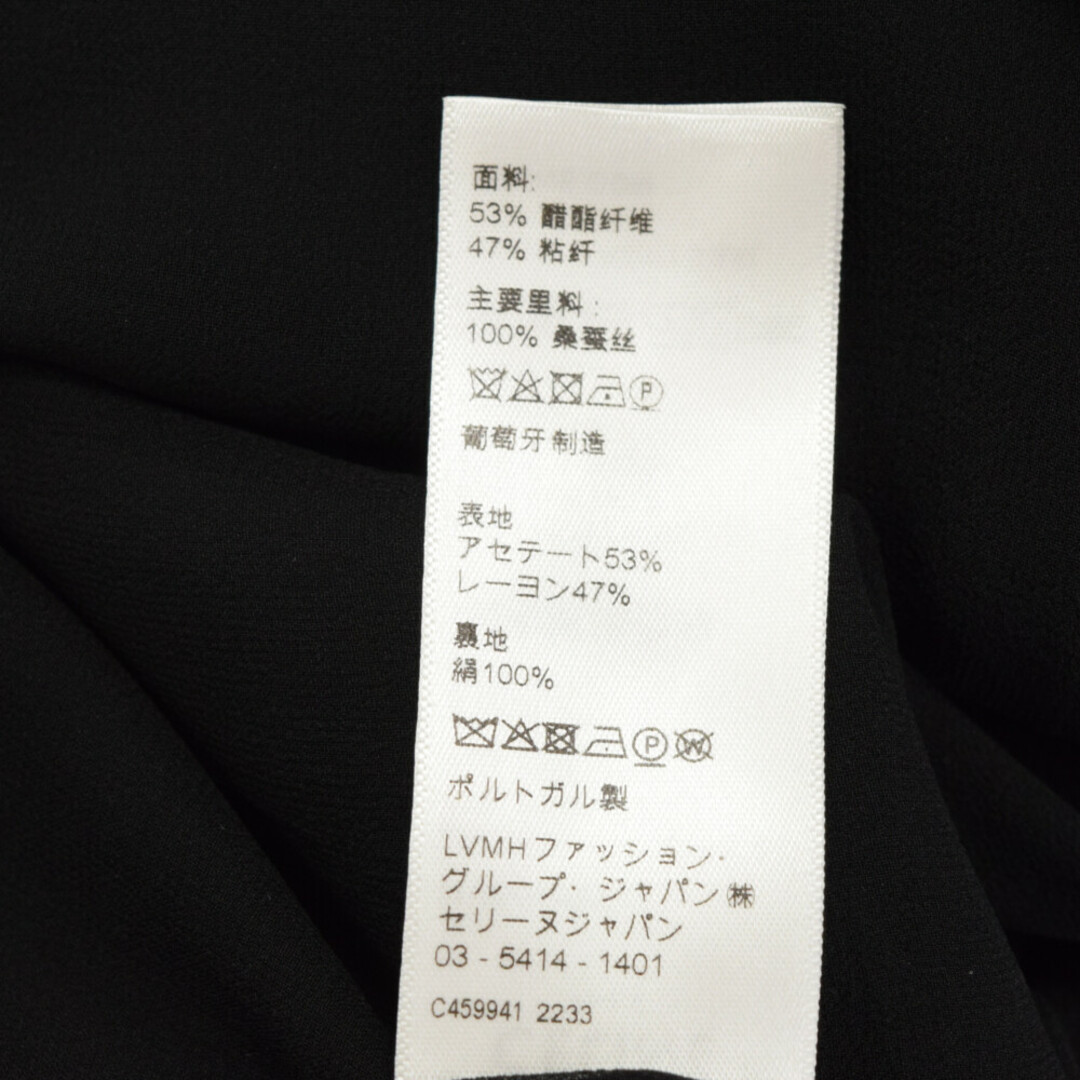 面料:
53% 醋酯纤维
47% 粘纤
主要里料:
100% 桑蚕丝
P
葡萄牙制造
表地
アセテート53%
レーヨン47%
裏地
絹100%
P W
ポルトガル製
LVMHファッション・
グループ・ジャパン㈱
セリーヌジャパン
03 - 5414 - 1401
C459941 2233